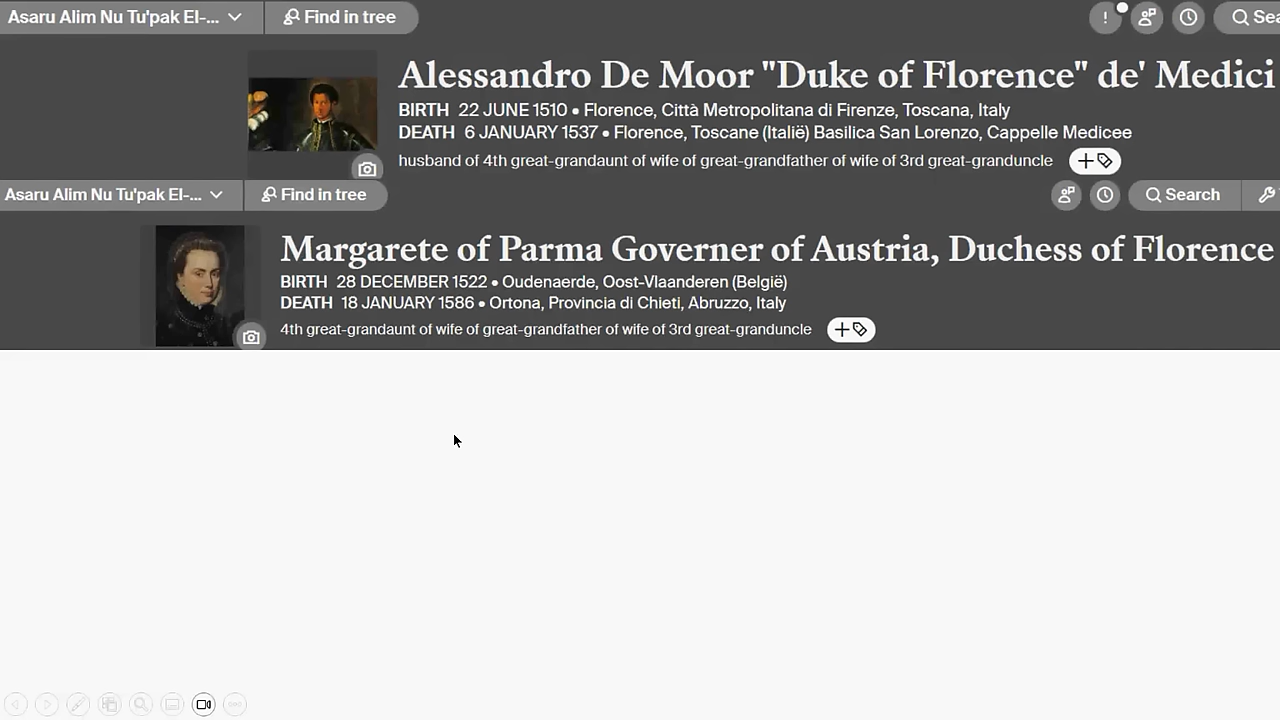 Asaru Alim Nu Tu'pak El-... Find in tree ! Sea
Alessandro De Moor "Duke of Florence" de' Medici
BIRTH 22 JUNE 1510 • Florence, Città Metropolitana di Firenze, Toscana, Italy
DEATH 6 JANUARY 1537 • Florence, Toscane (Italië) Basilica San Lorenzo, Cappelle Medicee
husband of 4th great-grandaunt of wife of great-grandfather of wife of 3rd great-granduncle
Asaru Alim Nu Tu'pak El-... Find in tree Search
Margarete of Parma Governer of Austria, Duchess of Florence
BIRTH 28 DECEMBER 1522 • Oudenaerde, Oost-Vlaanderen (België)
DEATH 18 JANUARY 1586 • Ortona, Provincia di Chieti, Abruzzo, Italy
4th great-grandaunt of wife of great-grandfather of wife of 3rd great-granduncle